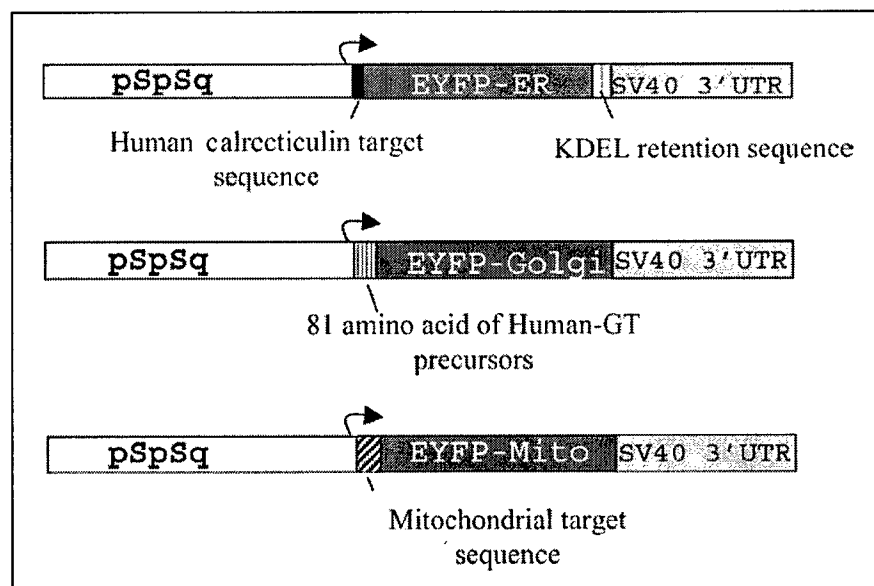 pSpSq EYFP-ER SV40 3'UTR
Human calreeticulin target
sequence
KDEL retention sequence
pSpSq EYFP-Golgi SV40 3'UTR
81 amino acid of Human-GT
precursors
pSpSq EYFP-Mito SV40 3'UTR
Mitochondrial target
sequence